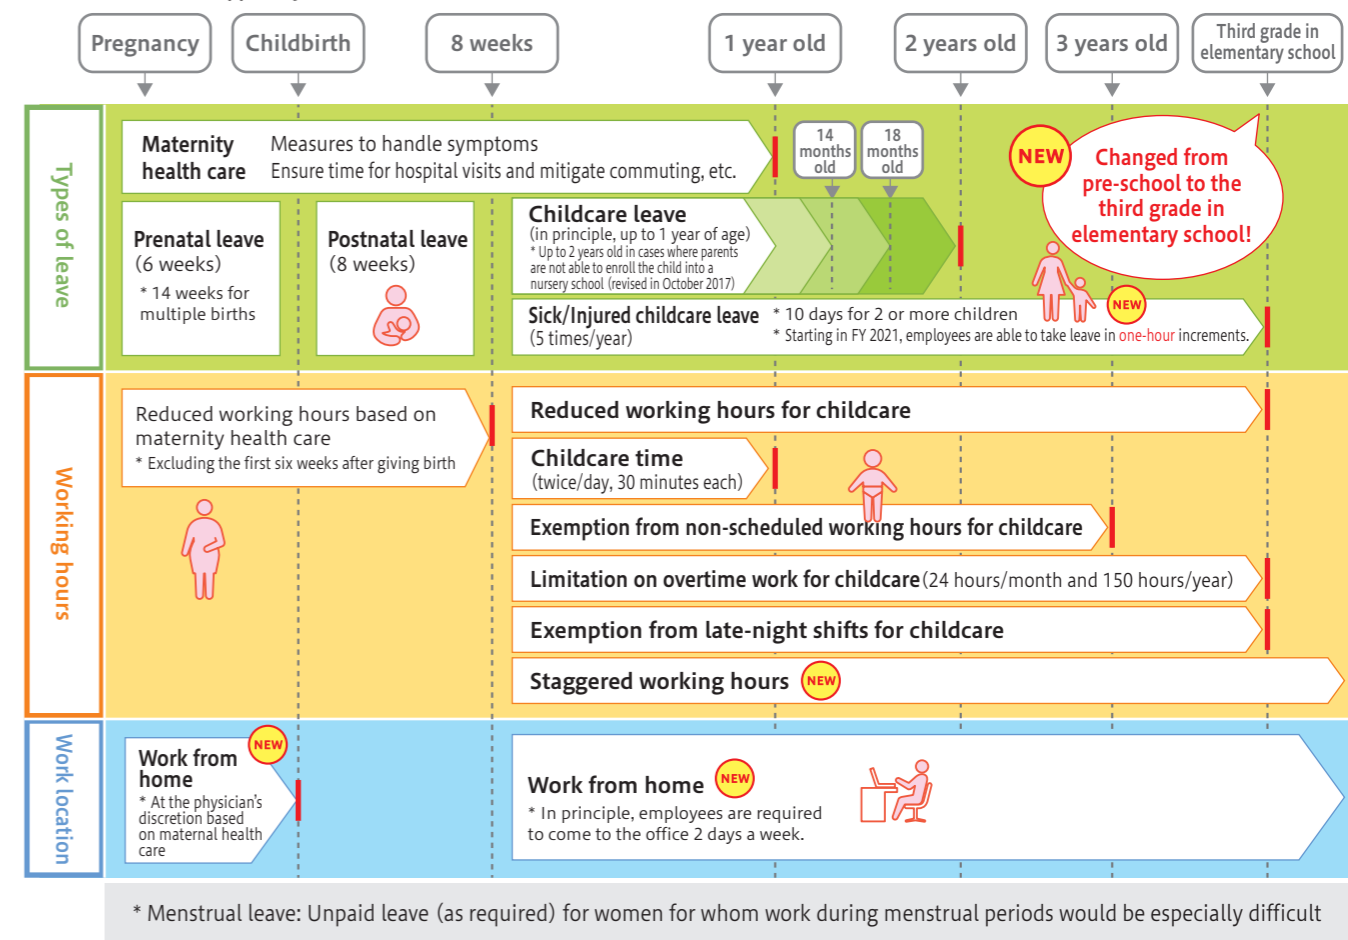 Pregnancy
Childbirth
8 weeks
1 year old
2 years old
3 years old
Third grade in
elementary school
Types of leave
Maternity
health care
Measures to handle symptoms
Ensure time for hospital visits and mitigate commuting, etc.
14
months
old
18
months
old
NEW
Changed from
pre-school to the
third grade in
elementary school!
Prenatal leave
(6 weeks)
* 14 weeks for
multiple births
Postnatal leave
(8 weeks)
Childcare leave
(in principle, up to 1 year of age)
* Up to 2 years old in cases where parents
are not able to enroll the child into a
nursery school (revised in October 2017)
Sick/Injured childcare leave
(5 times/year)
* 10 days for 2 or more children
NEW
* Starting in FY 2021, employees are able to take leave in one-hour increments.
Working hours
Reduced working hours based on
maternity health care
* Excluding the first six weeks after giving birth
Reduced working hours for childcare
Childcare time
(twice/day, 30 minutes each)
Exemption from non-scheduled working hours for childcare
Limitation on overtime work for childcare (24 hours/month and 150 hours/year)
Exemption from late-night shifts for childcare
Staggered working hours NEW
Work location
Work from
home
NEW
* At the physician's
discretion based
on maternal health
care
Work from home NEW
* In principle, employees are required
to come to the office 2 days a week.
* Menstrual leave: Unpaid leave (as required) for women for whom work during menstrual periods would be especially difficult